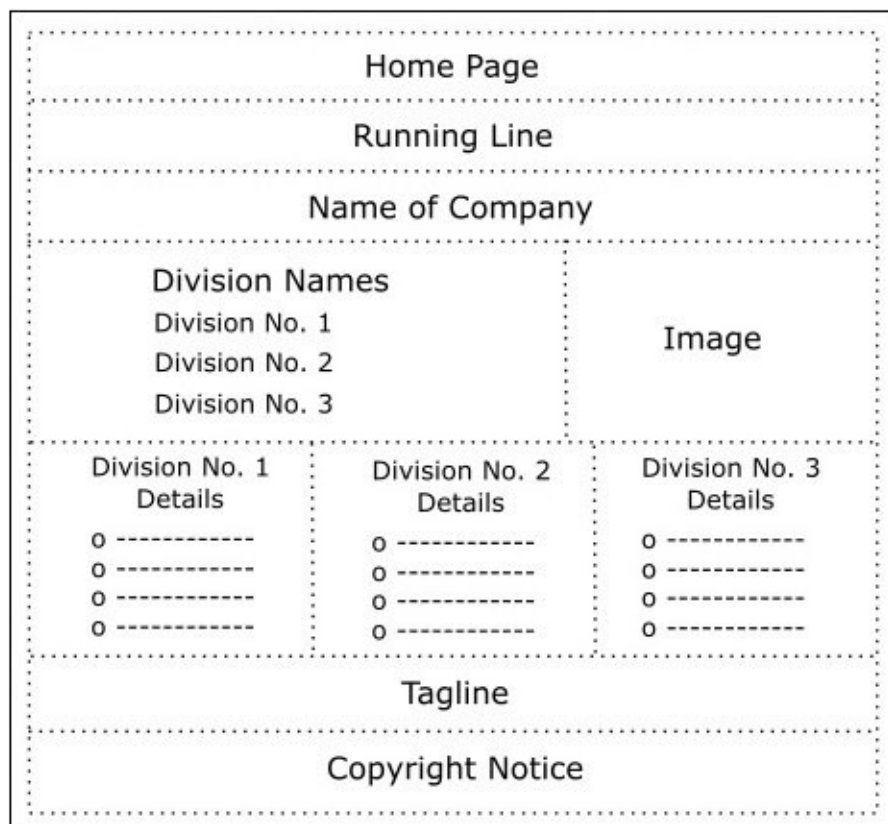 Home Page
Running Line
Name of Company
Division Names
Division No. 1
Division No. 2
Division No. 3
Image
Division No. 1
Details
o ------------
o ------------
o ------------
o ------------
Division No. 2
Details
o ------------
o ------------
o ------------
o ------------
Division No. 3
Details
o ------------
o ------------
o ------------
o ------------
Tagline
Copyright Notice